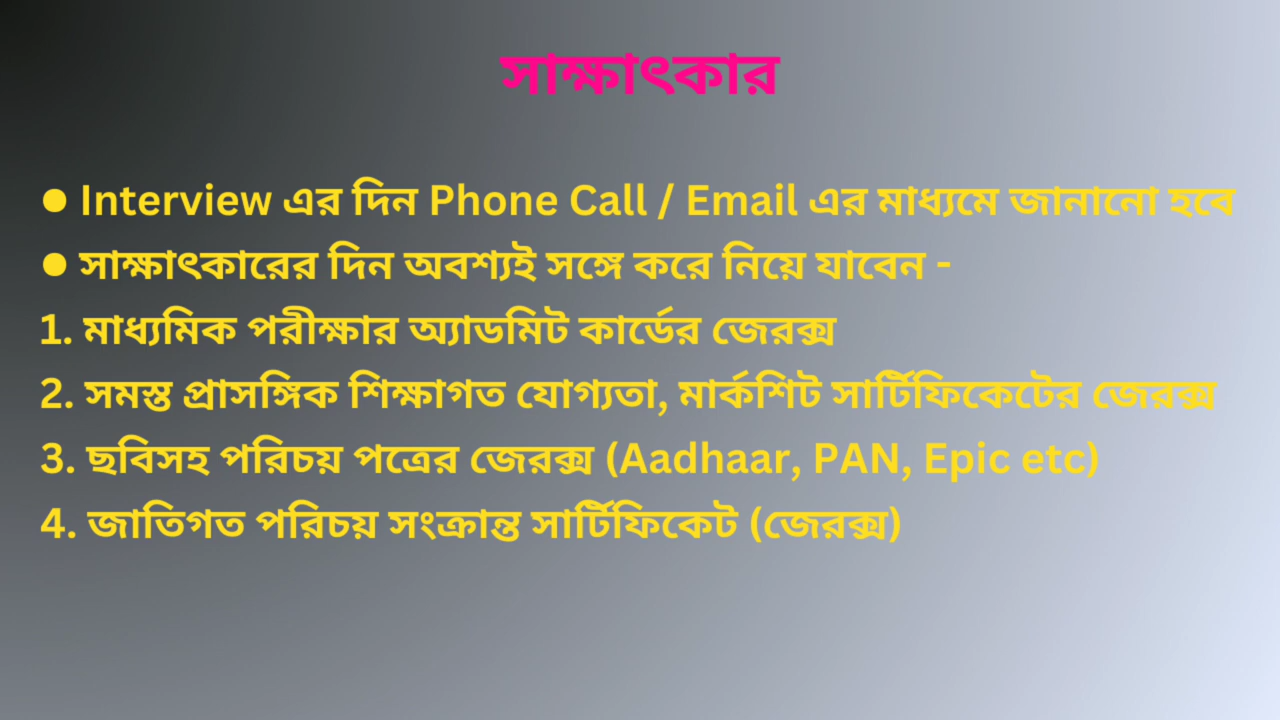 সাক্ষাৎকার
● Interview এর দিন Phone Call / Email এর মাধ্যমে জানানো হবে
● সাক্ষাৎকারের দিন অবশ্যই সঙ্গে করে নিয়ে যাবেন -
1. মাধ্যমিক পরীক্ষার অ্যাডমিট কার্ডের জেরক্স
2. সমস্ত প্রাসঙ্গিক শিক্ষাগত যোগ্যতা, মার্কশিট সার্টিফিকেটের জেরক্স
3. ছবিসহ পরিচয় পত্রের জেরক্স (Aadhaar, PAN, Epic etc)
4. জাতিগত পরিচয় সংক্রান্ত সার্টিফিকেট (জেরক্স)